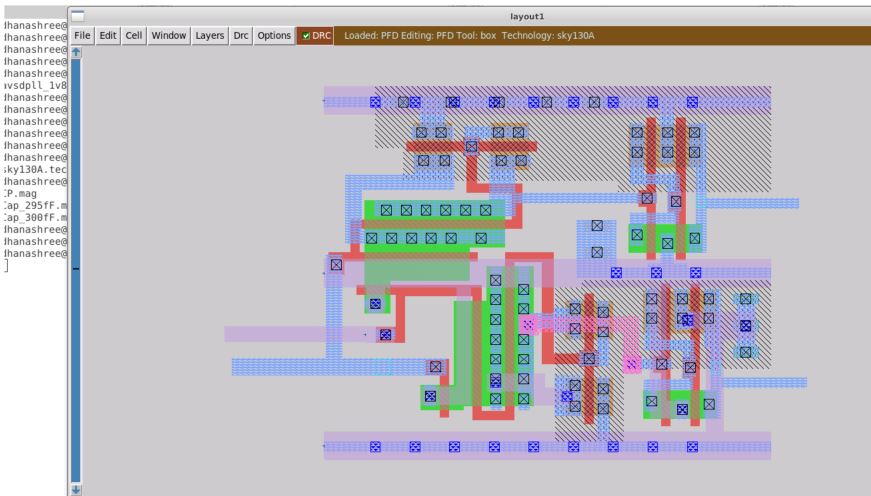 layout1
File Edit Cell Window Layers Drc Options DRC Loaded: PFD Editing: PFD Tool: box Technology: sky130A
dhanashree@
dhanashree@
dhanashree@
dhanashree@
dhanashree@
avsdpll_1v8
dhanashree@
dhanashree@
dhanashree@
dhanashree@
dhanashree@
dhanashree@
sky130A.tec
dhanashree@
CP.mag
Cap_295fF.m
Cap_300fF.m
dhanashree@
dhanashree@
dhanashree@
]